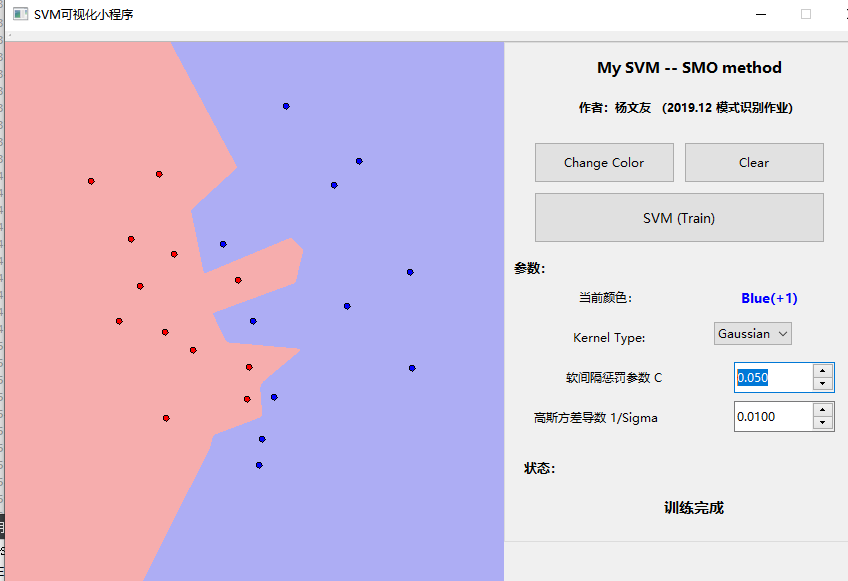 SVM可视化小程序
My SVM -- SMO method
作者：杨文友 （2019.12 模式识别作业）
Change Color
Clear
SVM (Train)
参数：
当前颜色：
Blue(+1)
Kernel Type:
Gaussian
软间隔惩罚参数 C
0.050
高斯方差导数 1/Sigma
0.0100
状态：
训练完成